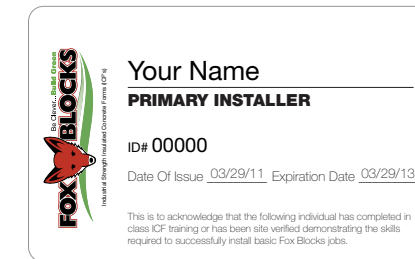 Be Clever...Build Green
FOX BLOCKS
Industrial Strength Insulated Concrete Forms (ICFs)
Your Name
PRIMARY INSTALLER
ID# 00000
Date Of Issue 03/29/11 Expiration Date 03/29/13
This is to acknowledge that the following individual has completed in
class ICF training or has been site verified demonstrating the skills
required to successfully install basic Fox Blocks jobs.